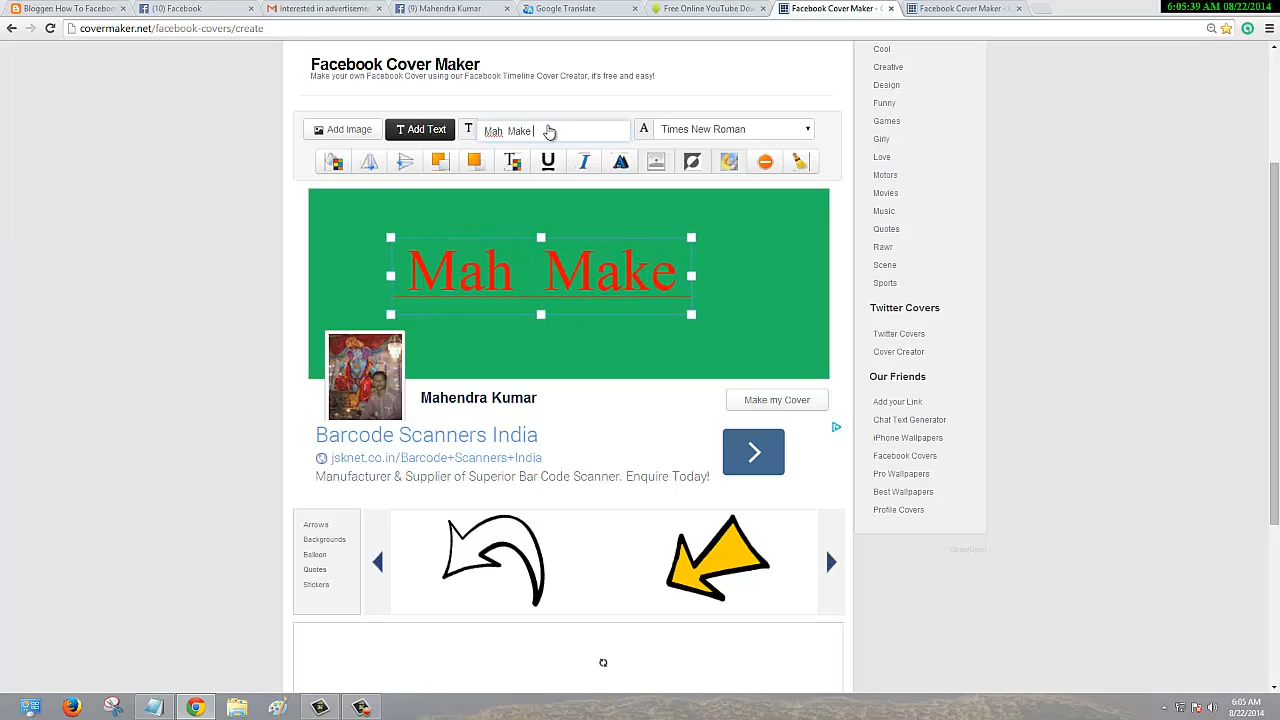 6:05:39 AM 08/22/2014
Blogger: How To Facebo
(10) Facebook
Interested in advertiseme
(9) Mahendra Kumar
Google Translate
Free Online YouTube Do
Facebook Cover Maker -
Facebook Cover Maker -
covermaker.net/facebook-covers/create
Facebook Cover Maker
Make your own Facebook Cover using our Facebook Timeline Cover Creator, it's free and easy!
Add Image
T Add Text
T
Mah Make
A
Times New Roman
T
U
I
A
Mah Make
Mahendra Kumar
Make my Cover
Barcode Scanners India
jsknet.co.in/Barcode+Scanners+India
Manufacturer & Supplier of Superior Bar Code Scanner. Enquire Today!
Arrows
Backgrounds
Balloon
Quotes
Stickers
Cool
Creative
Design
Funny
Games
Girly
Love
Motors
Movies
Music
Quotes
Rawr
Scene
Sports
Twitter Covers
Twitter Covers
Cover Creator
Our Friends
Add your Link
Chat Text Generator
iPhone Wallpapers
Facebook Covers
Pro Wallpapers
Best Wallpapers
Profile Covers
Close/Open
6:05 AM
8/22/2014